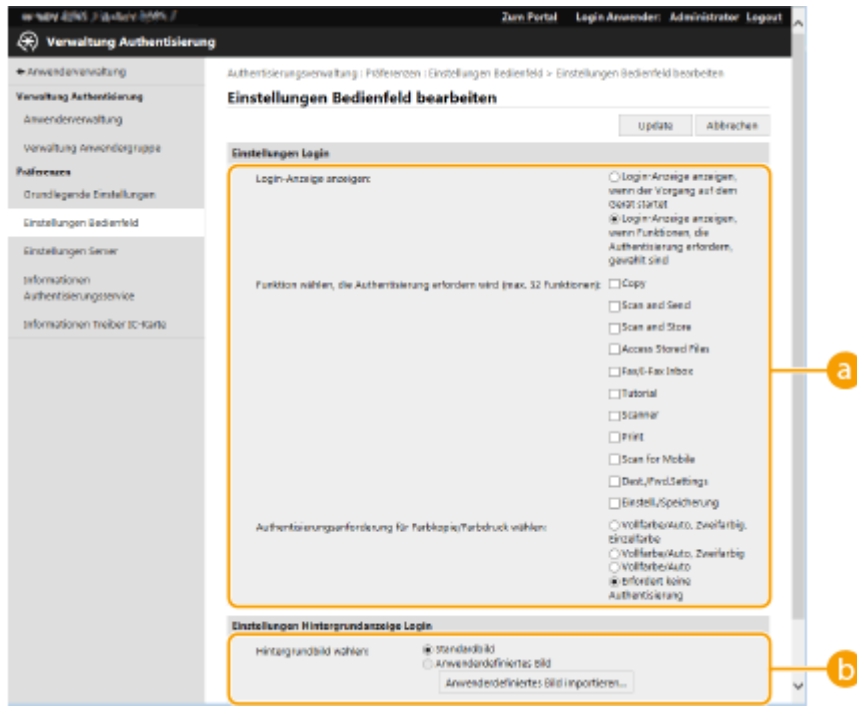 Zum Portal Login Anwender: Administrator Logout
Verwaltung Authentisierung
Anwenderverwaltung
Verwaltung Authentisierung
Anwenderverwaltung
Verwaltung Anwendergruppe
Präferenzen
Grundlegende Einstellungen
Einstellungen Bedienfeld
Einstellungen Server
Informationen
Authentisierungsservice
Informationen Treiber IC-Karte
Authentisierungsverwaltung : Präferenzen : Einstellungen Bedienfeld > Einstellungen Bedienfeld bearbeiten
Einstellungen Bedienfeld bearbeiten
Update Abbrechen
Einstellungen Login
Login-Anzeige anzeigen:
Login-Anzeige anzeigen,
wenn der Vorgang auf dem
Gerät startet
Login-Anzeige anzeigen,
wenn Funktionen, die
Authentisierung erfordern,
gewählt sind
Funktion wählen, die Authentisierung erfordern wird (max. 32 Funktionen):
Copy
Scan and Send
Scan and Store
Access Stored Files
Fax/I-Fax Inbox
Tutorial
Scanner
Print
Scan for Mobile
Dest./Fwd.Settings
Einstell./Speicherung
Authentisierungsanforderung für Farbkopie/Farbdruck wählen:
Vollfarbe/Auto, Zweifarbig,
Einzelfarbe
Vollfarbe/Auto, Zweifarbig
Vollfarbe/Auto
Erfordert keine
Authentisierung
a
Einstellungen Hintergrundanzeige Login
Hintergrundbild wählen:
Standardbild
Anwenderdefiniertes Bild
Anwenderdefiniertes Bild importieren...
b